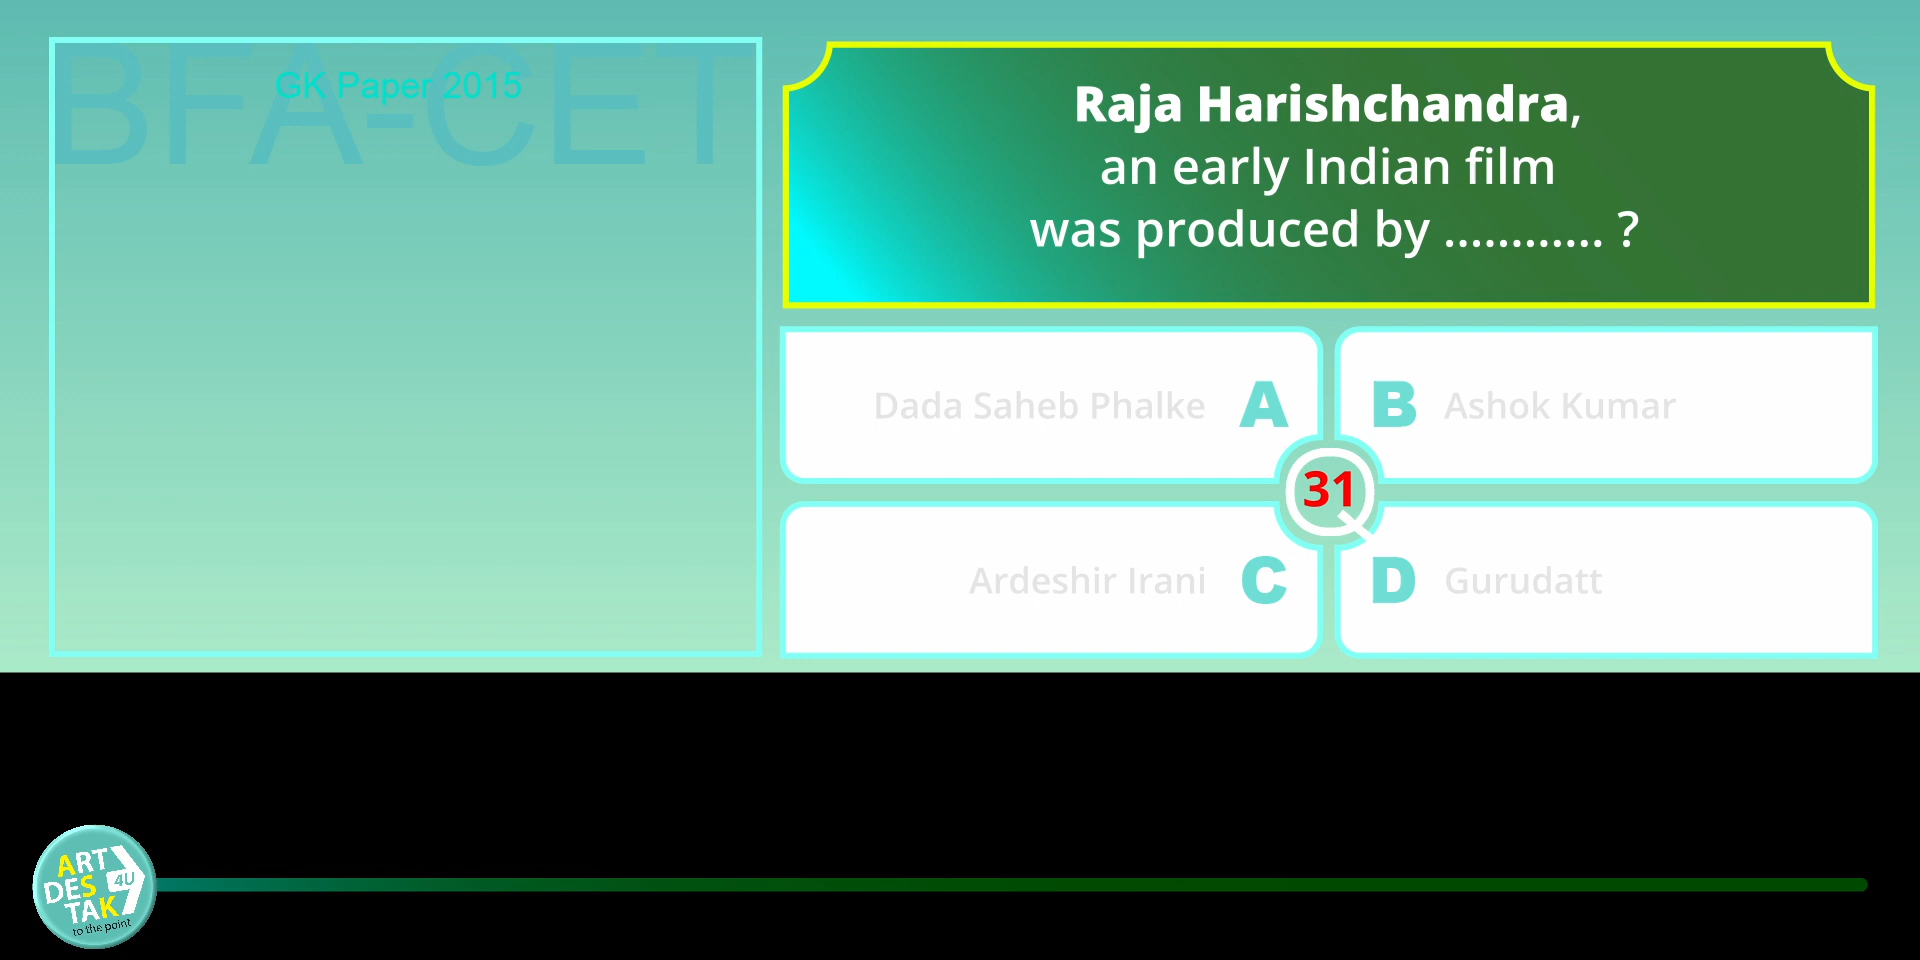 BFA-CET
GK Paper 2015
Raja Harishchandra,
an early Indian film
was produced by ............ ?
Dada Saheb Phalke A
B Ashok Kumar
31
Ardeshir Irani C
D Gurudatt
ART
DES
TAK
4U
to the point